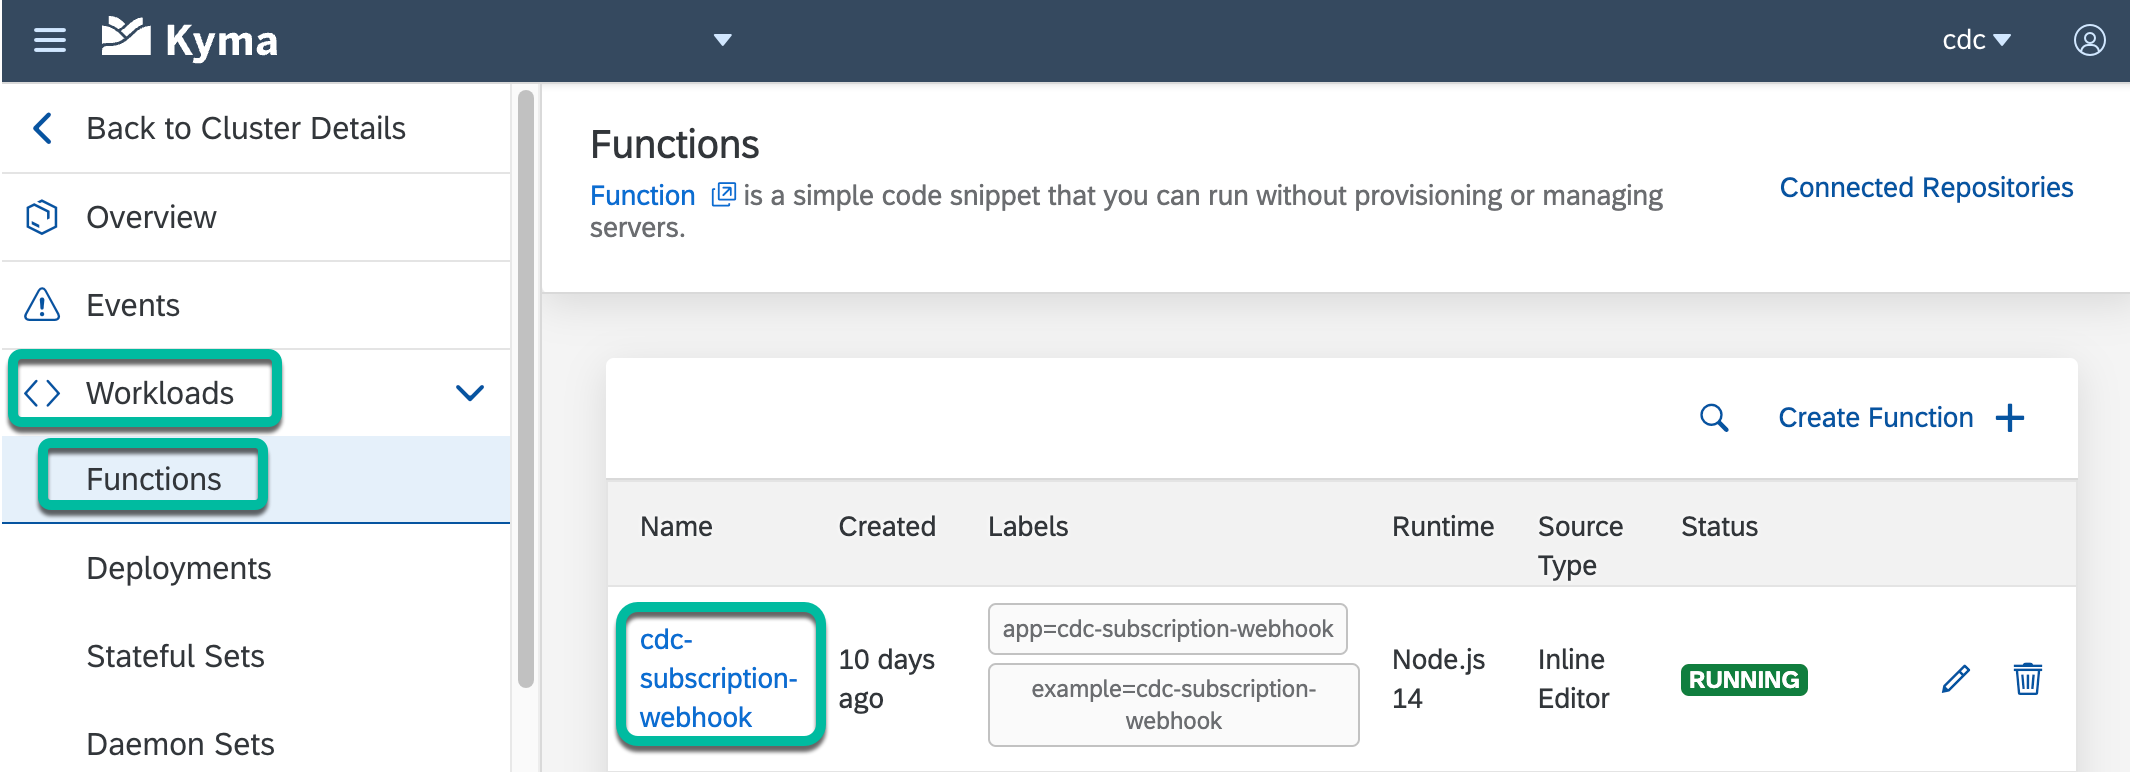 Kyma
cdc
Back to Cluster Details
Overview
Events
Workloads
Functions
Deployments
Stateful Sets
Daemon Sets
Functions
Function is a simple code snippet that you can run without provisioning or managing
servers.
Connected Repositories
Create Function
Name Created Labels Runtime Source Status
Type
cdc-
subscription-
webhook
10 days
ago
app=cdc-subscription-webhook
example=cdc-subscription-
webhook
Node.js
14
Inline
Editor
RUNNING